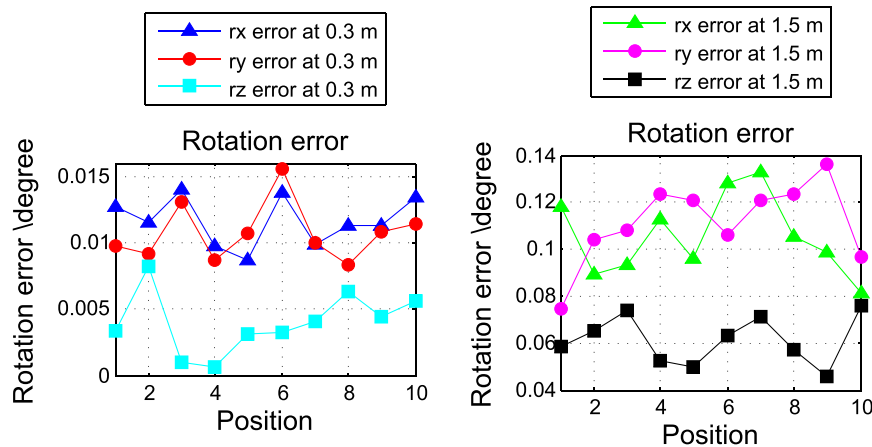 rx error at 0.3 m
ry error at 0.3 m
rz error at 0.3 m
Rotation error
Rotation error \degree
0.015
0.01
0.005
0
2
4
6
8
10
Position
rx error at 1.5 m
ry error at 1.5 m
rz error at 1.5 m
Rotation error
Rotation error \degree
0.14
0.12
0.1
0.08
0.06
0.04
2
4
6
8
10
Position